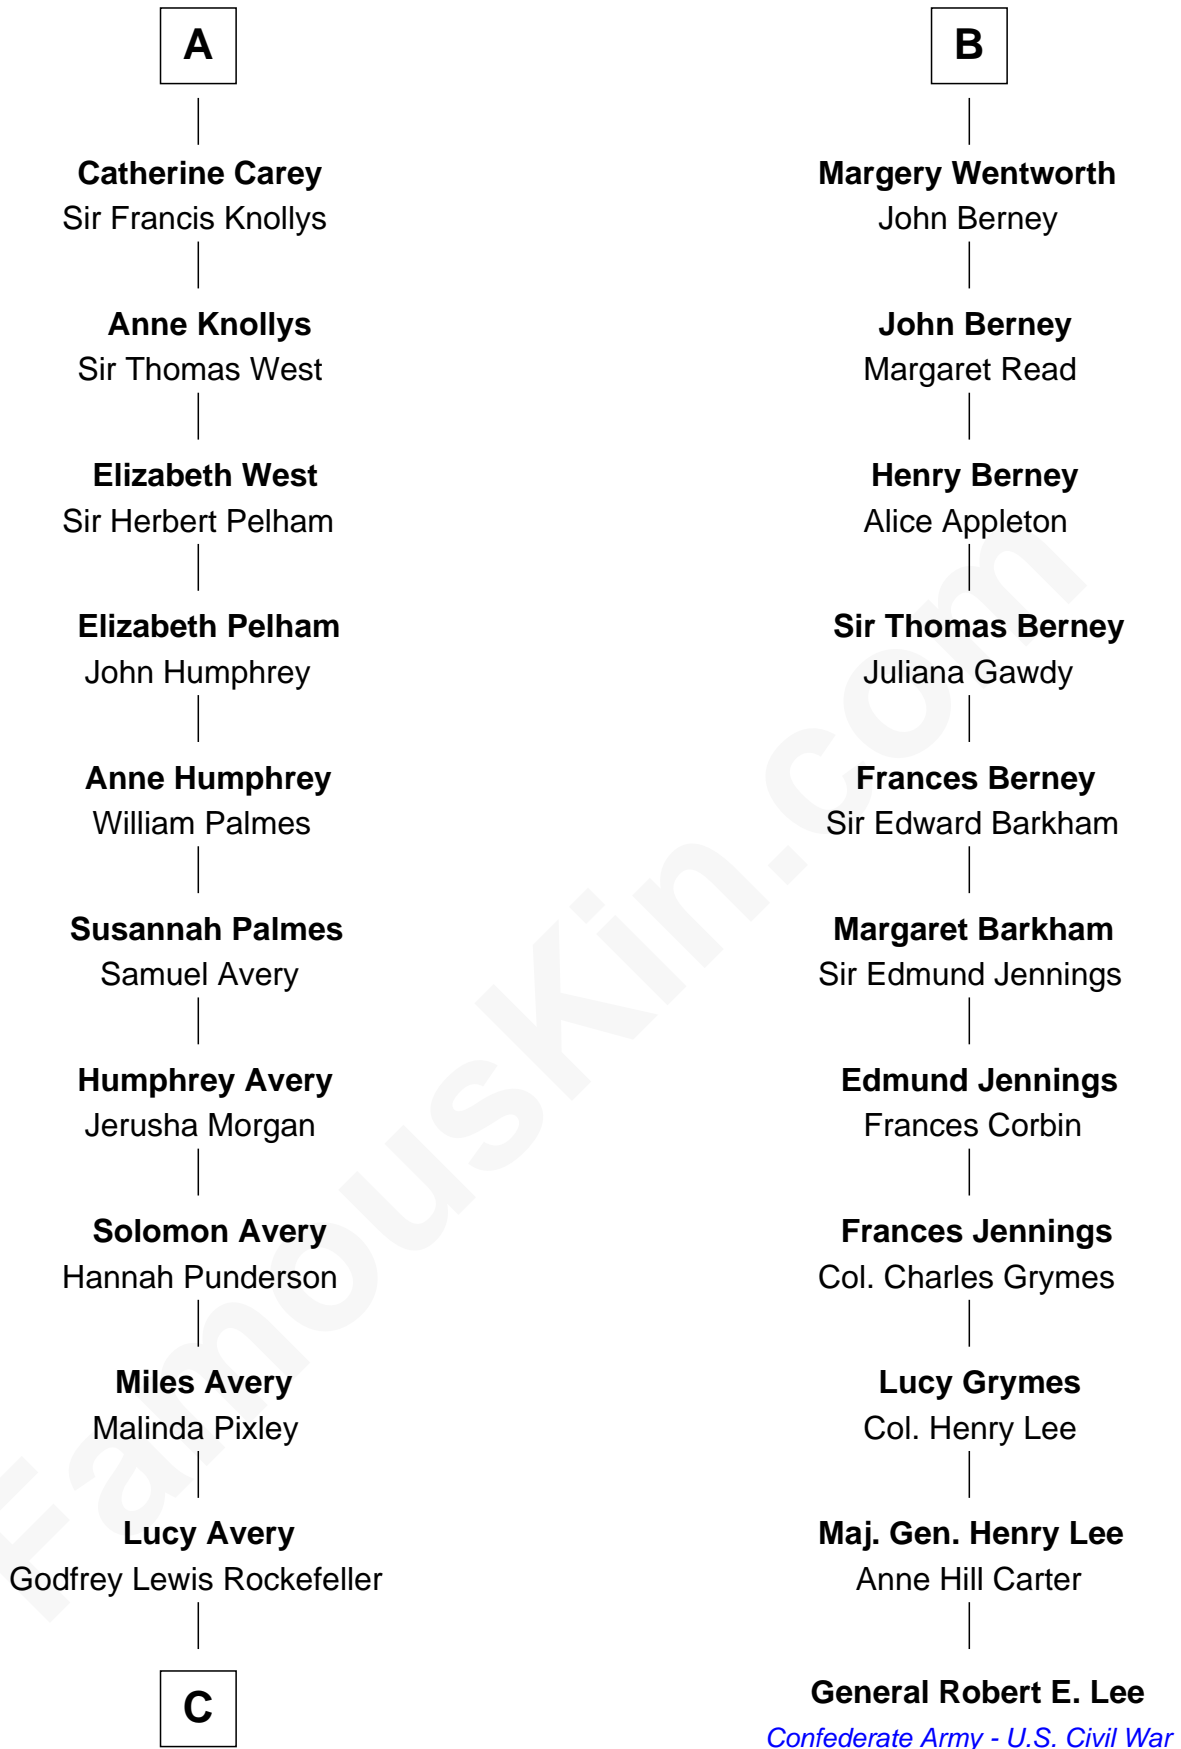 A
Catherine Carey
Sir Francis Knollys
Anne Knollys
Sir Thomas West
Elizabeth West
Sir Herbert Pelham
Elizabeth Pelham
John Humphrey
Anne Humphrey
William Palmes
Susannah Palmes
Samuel Avery
Humphrey Avery
Jerusha Morgan
Solomon Avery
Hannah Punderson
Miles Avery
Malinda Pixley
Lucy Avery
Godfrey Lewis Rockefeller
C
B
Margery Wentworth
John Berney
John Berney
Margaret Read
Henry Berney
Alice Appleton
Sir Thomas Berney
Juliana Gawdy
Frances Berney
Sir Edward Barkham
Margaret Barkham
Sir Edmund Jennings
Edmund Jennings
Frances Corbin
Frances Jennings
Col. Charles Grymes
Lucy Grymes
Col. Henry Lee
Maj. Gen. Henry Lee
Anne Hill Carter
General Robert E. Lee
Confederate Army - U.S. Civil War
FamousKin.com